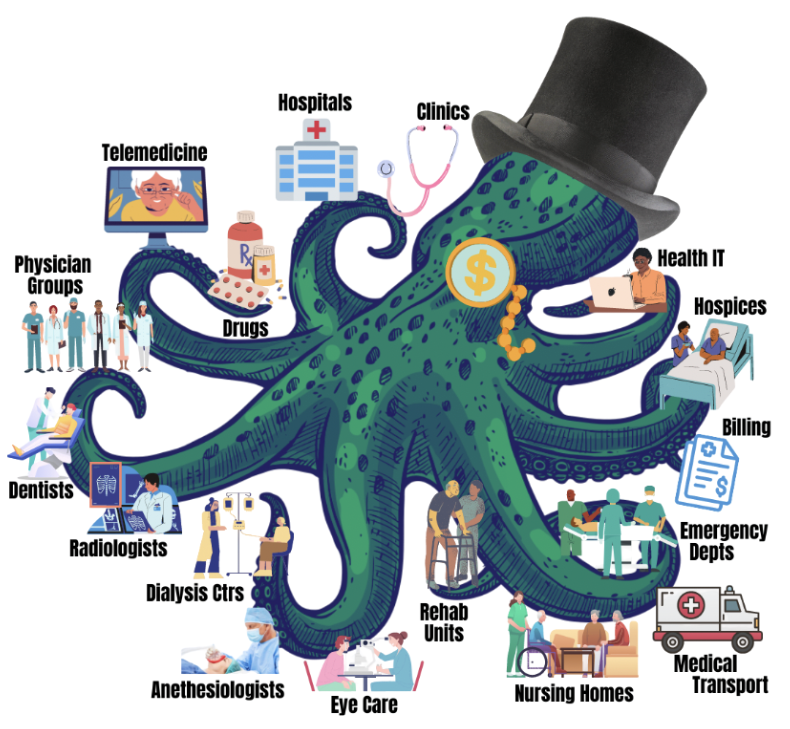 Hospitals
Clinics
Telemedicine
Rx
$
Health IT
Physician
Groups
Hospices
Drugs
Billing
$
Dentists
Emergency
Depts
Radiologists
Dialysis Ctrs
Rehab
Units
Medical
Transport
Anethesiologists
Eye Care
Nursing Homes